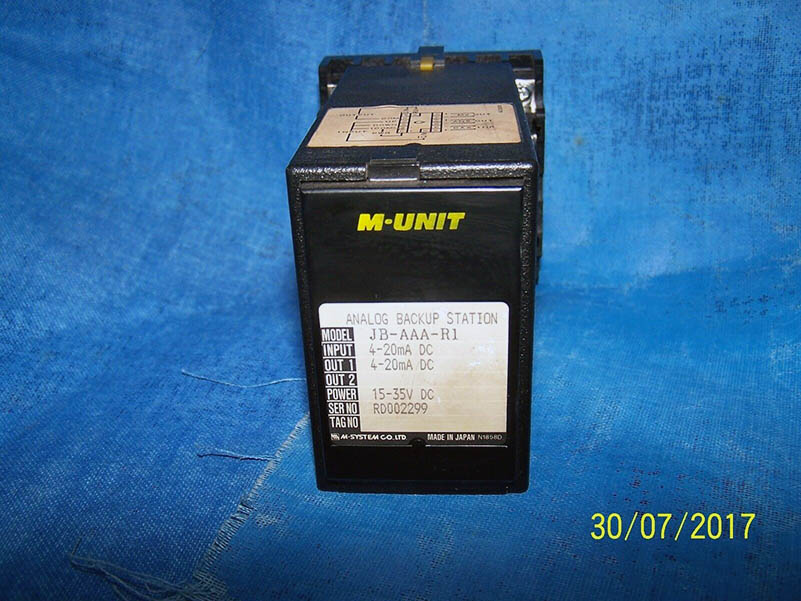 M·UNIT
ANALOG BACKUP STATION
MODEL JB-AAA-R1
INPUT 4-20mA DC
OUT 1 4-20mA DC
OUT 2
POWER 15-35V DC
SER NO RD002299
TAG NO
M-SYSTEM CO.,LTD MADE IN JAPAN N1858D
30/07/2017